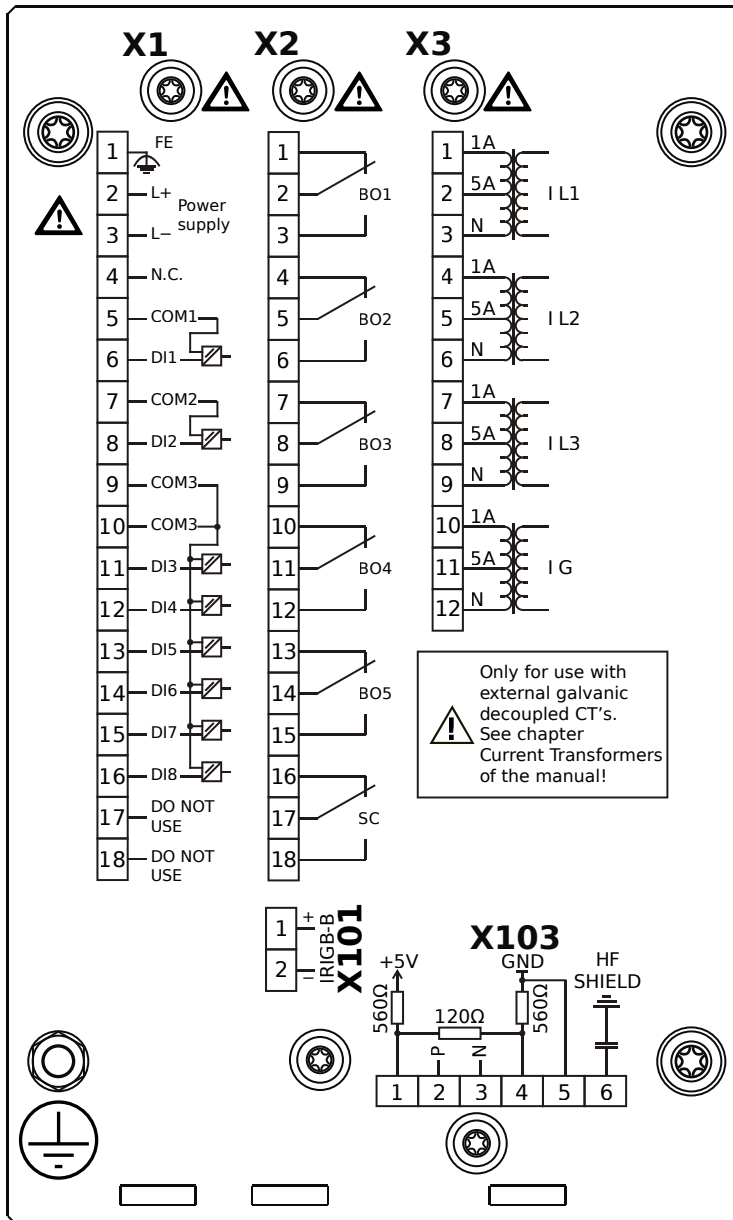 X1
X2
X3
1 FE
2 L+
Power
supply
3 L−
4 N.C.
5 COM1
6 DI1
7 COM2
8 DI2
9 COM3
10 COM3
11 DI3
12 DI4
13 DI5
14 DI6
15 DI7
16 DI8
17 DO NOT
USE
18 DO NOT
USE
1
2 BO1
3
4
5 BO2
6
7
8 BO3
9
10
11 BO4
12
13
14 BO5
15
16
17 SC
18
1 1A
2 5A I L1
3 N
4 1A
5 5A I L2
6 N
7 1A
8 5A I L3
9 N
10 1A
11 5A I G
12 N
Only for use with
external galvanic
decoupled CT's.
See chapter
Current Transformers
of the manual!
1 +
2 −
IRIGB-B
X101
X103
+5V
GND
HF
SHIELD
560Ω
120Ω
560Ω
P
N
1 2 3 4 5 6